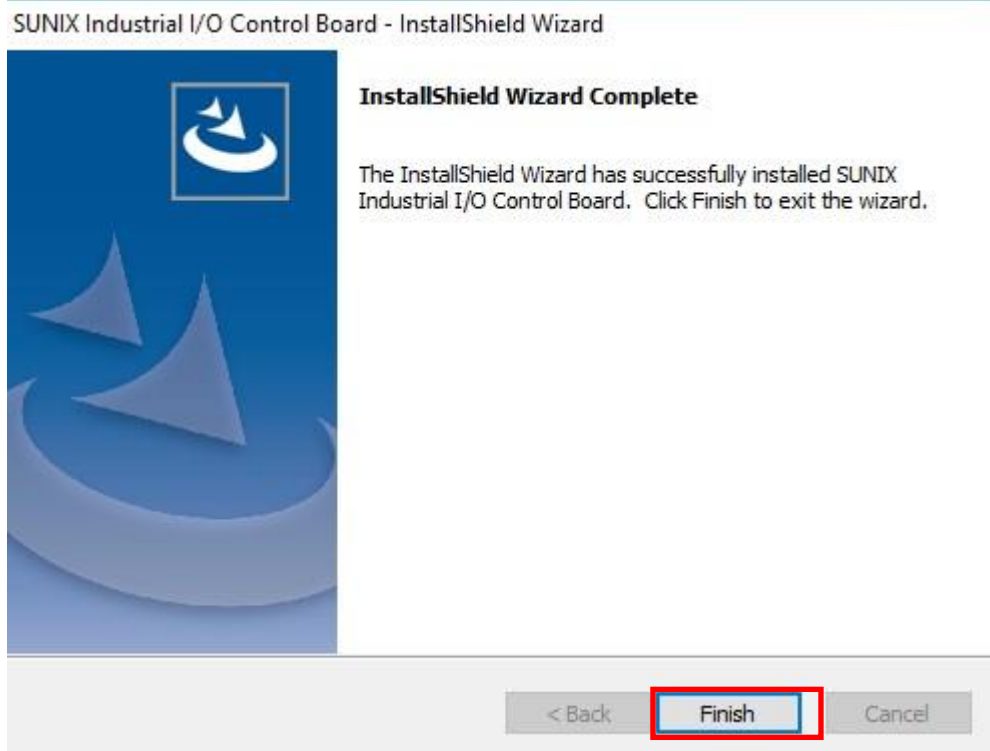 SUNIX Industrial I/O Control Board - InstallShield Wizard
InstallShield Wizard Complete
The InstallShield Wizard has successfully installed SUNIX
Industrial I/O Control Board. Click Finish to exit the wizard.
< Back Finish Cancel